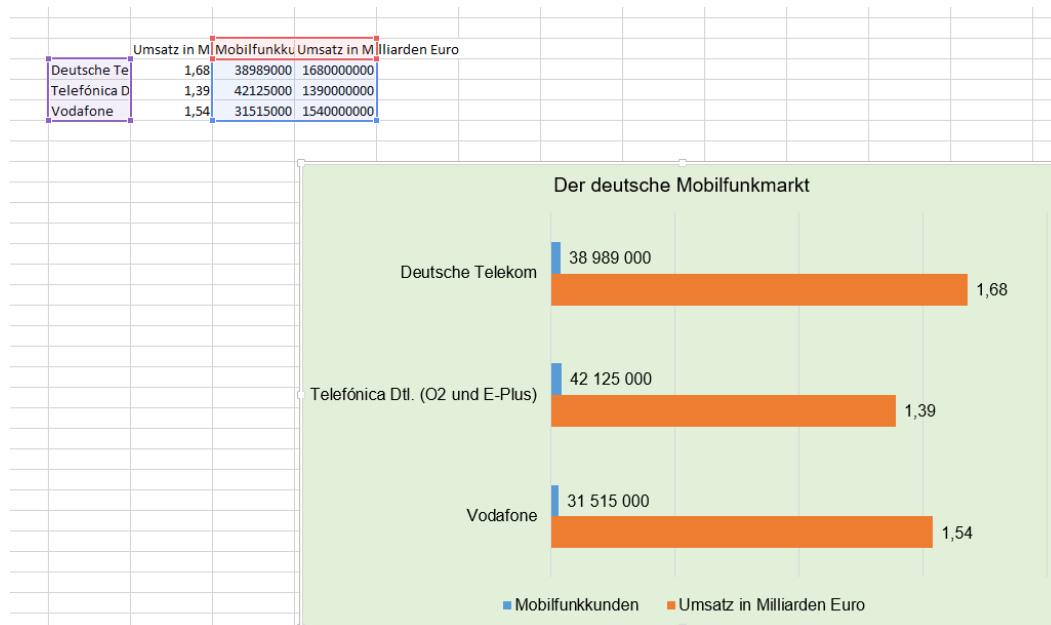 Umsatz in M Mobilfunkku Umsatz in Milliarden Euro
Deutsche Te 1,68 38989000 1680000000
Telefónica D 1,39 42125000 1390000000
Vodafone 1,54 31515000 1540000000
Der deutsche Mobilfunkmarkt
38 989 000
Deutsche Telekom
1,68
42 125 000
Telefónica Dtl. (O2 und E-Plus)
1,39
31 515 000
Vodafone
1,54
Mobilfunkkunden Umsatz in Milliarden Euro